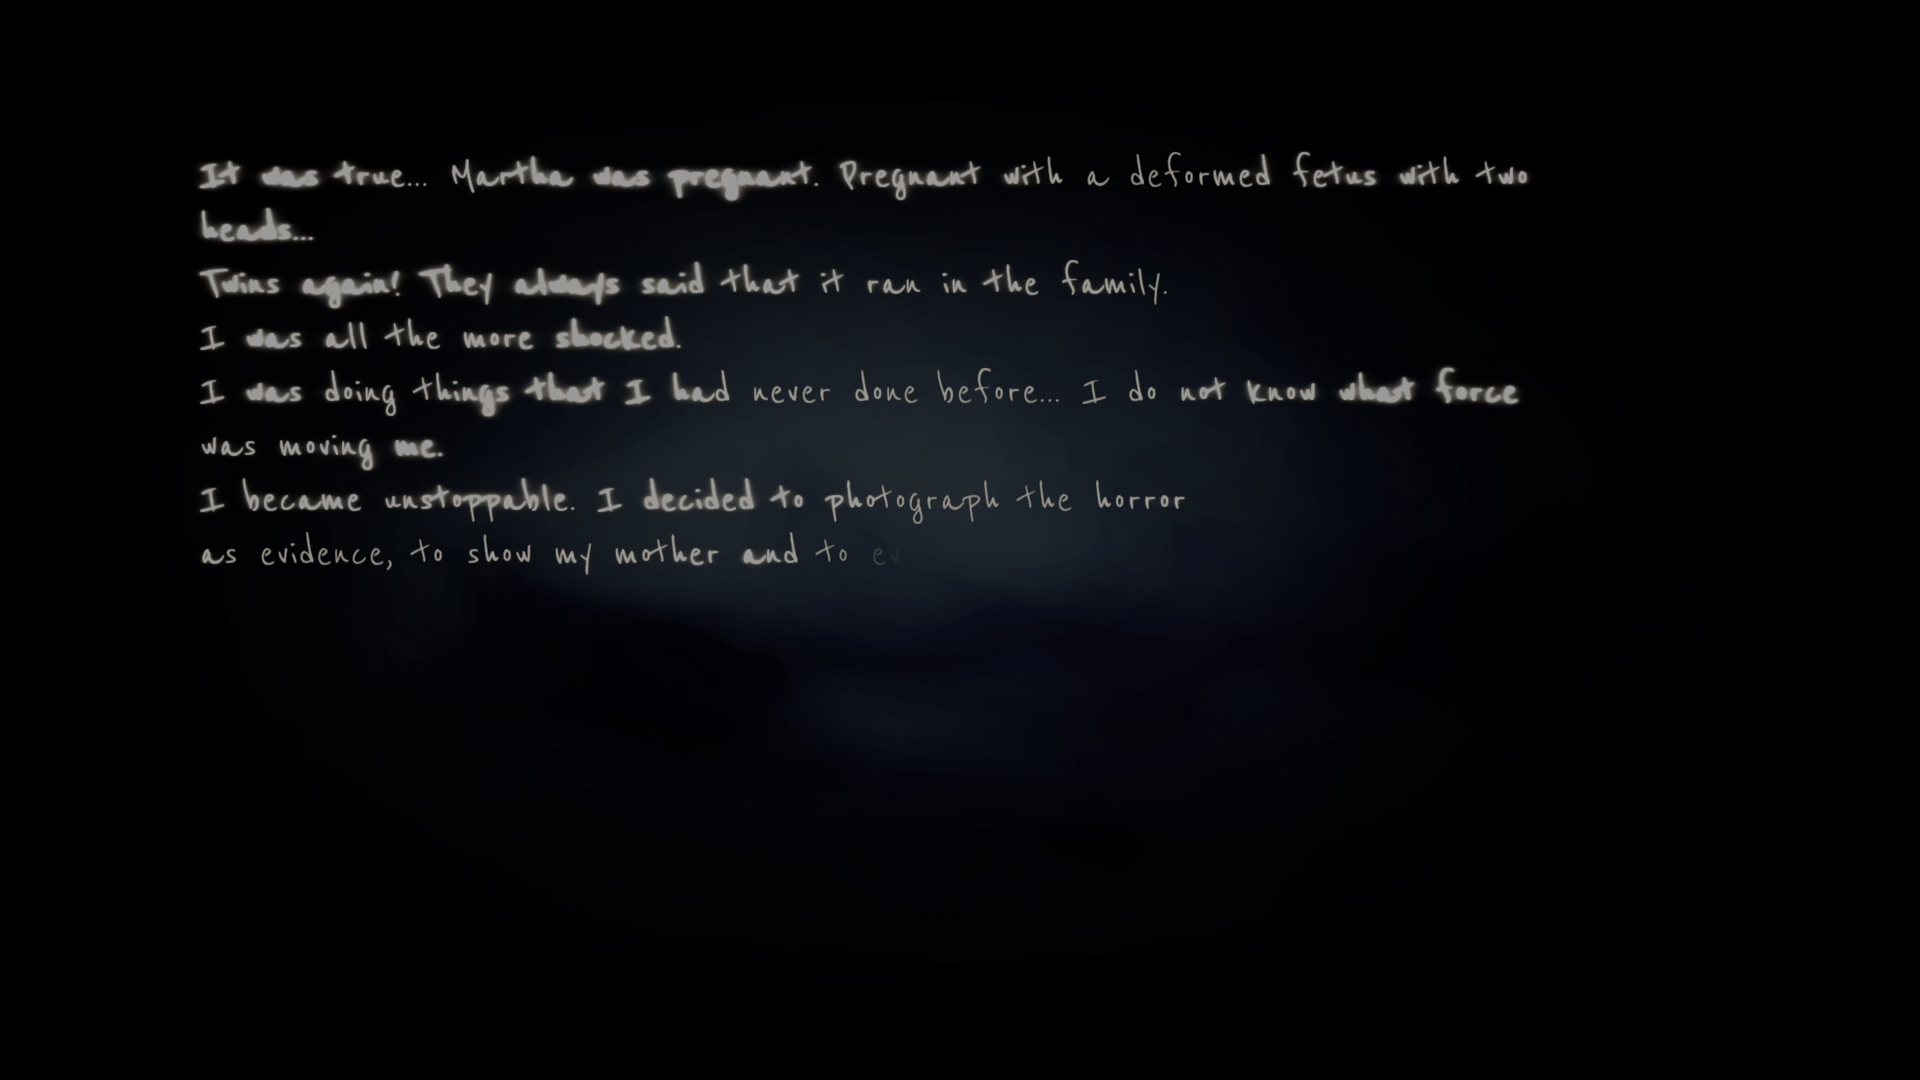 It was true... Martha was pregnant. Pregnant with a deformed fetus with two
heads...
Twins again! They always said that it ran in the family.
I was all the more shocked.
I was doing things that I had never done before... I do not know what force
was moving me.
I became unstoppable. I decided to photograph the horror
as evidence, to show my mother and to